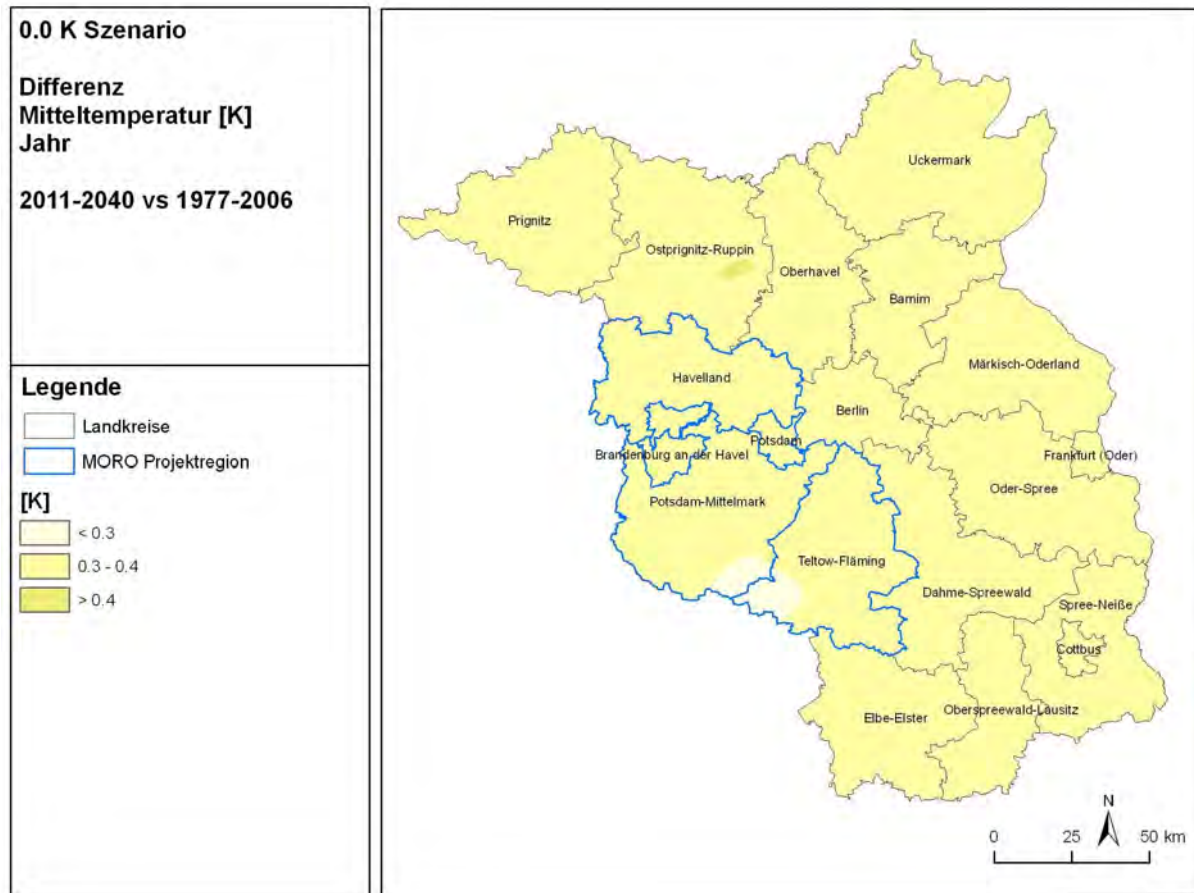 0.0 K Szenario
Differenz
Mitteltemperatur [K]
Jahr
2011-2040 vs 1977-2006
Legende
Landkreise
MORO Projektregion
[K]
< 0.3
0.3 - 0.4
> 0.4
Uckermark
Prignitz
Ostprignitz-Ruppin
Oberhavel
Barnim
Märkisch-Oderland
Havelland
Berlin
Potsdam
Brandenburg an der Havel
Frankfurt (Oder)
Oder-Spree
Potsdam-Mittelmark
Teltow-Fläming
Dahme-Spreewald
Spree-Neiße
Cottbus
Elbe-Elster
Oberspreewald-Lausitz
N
0 25 50 km